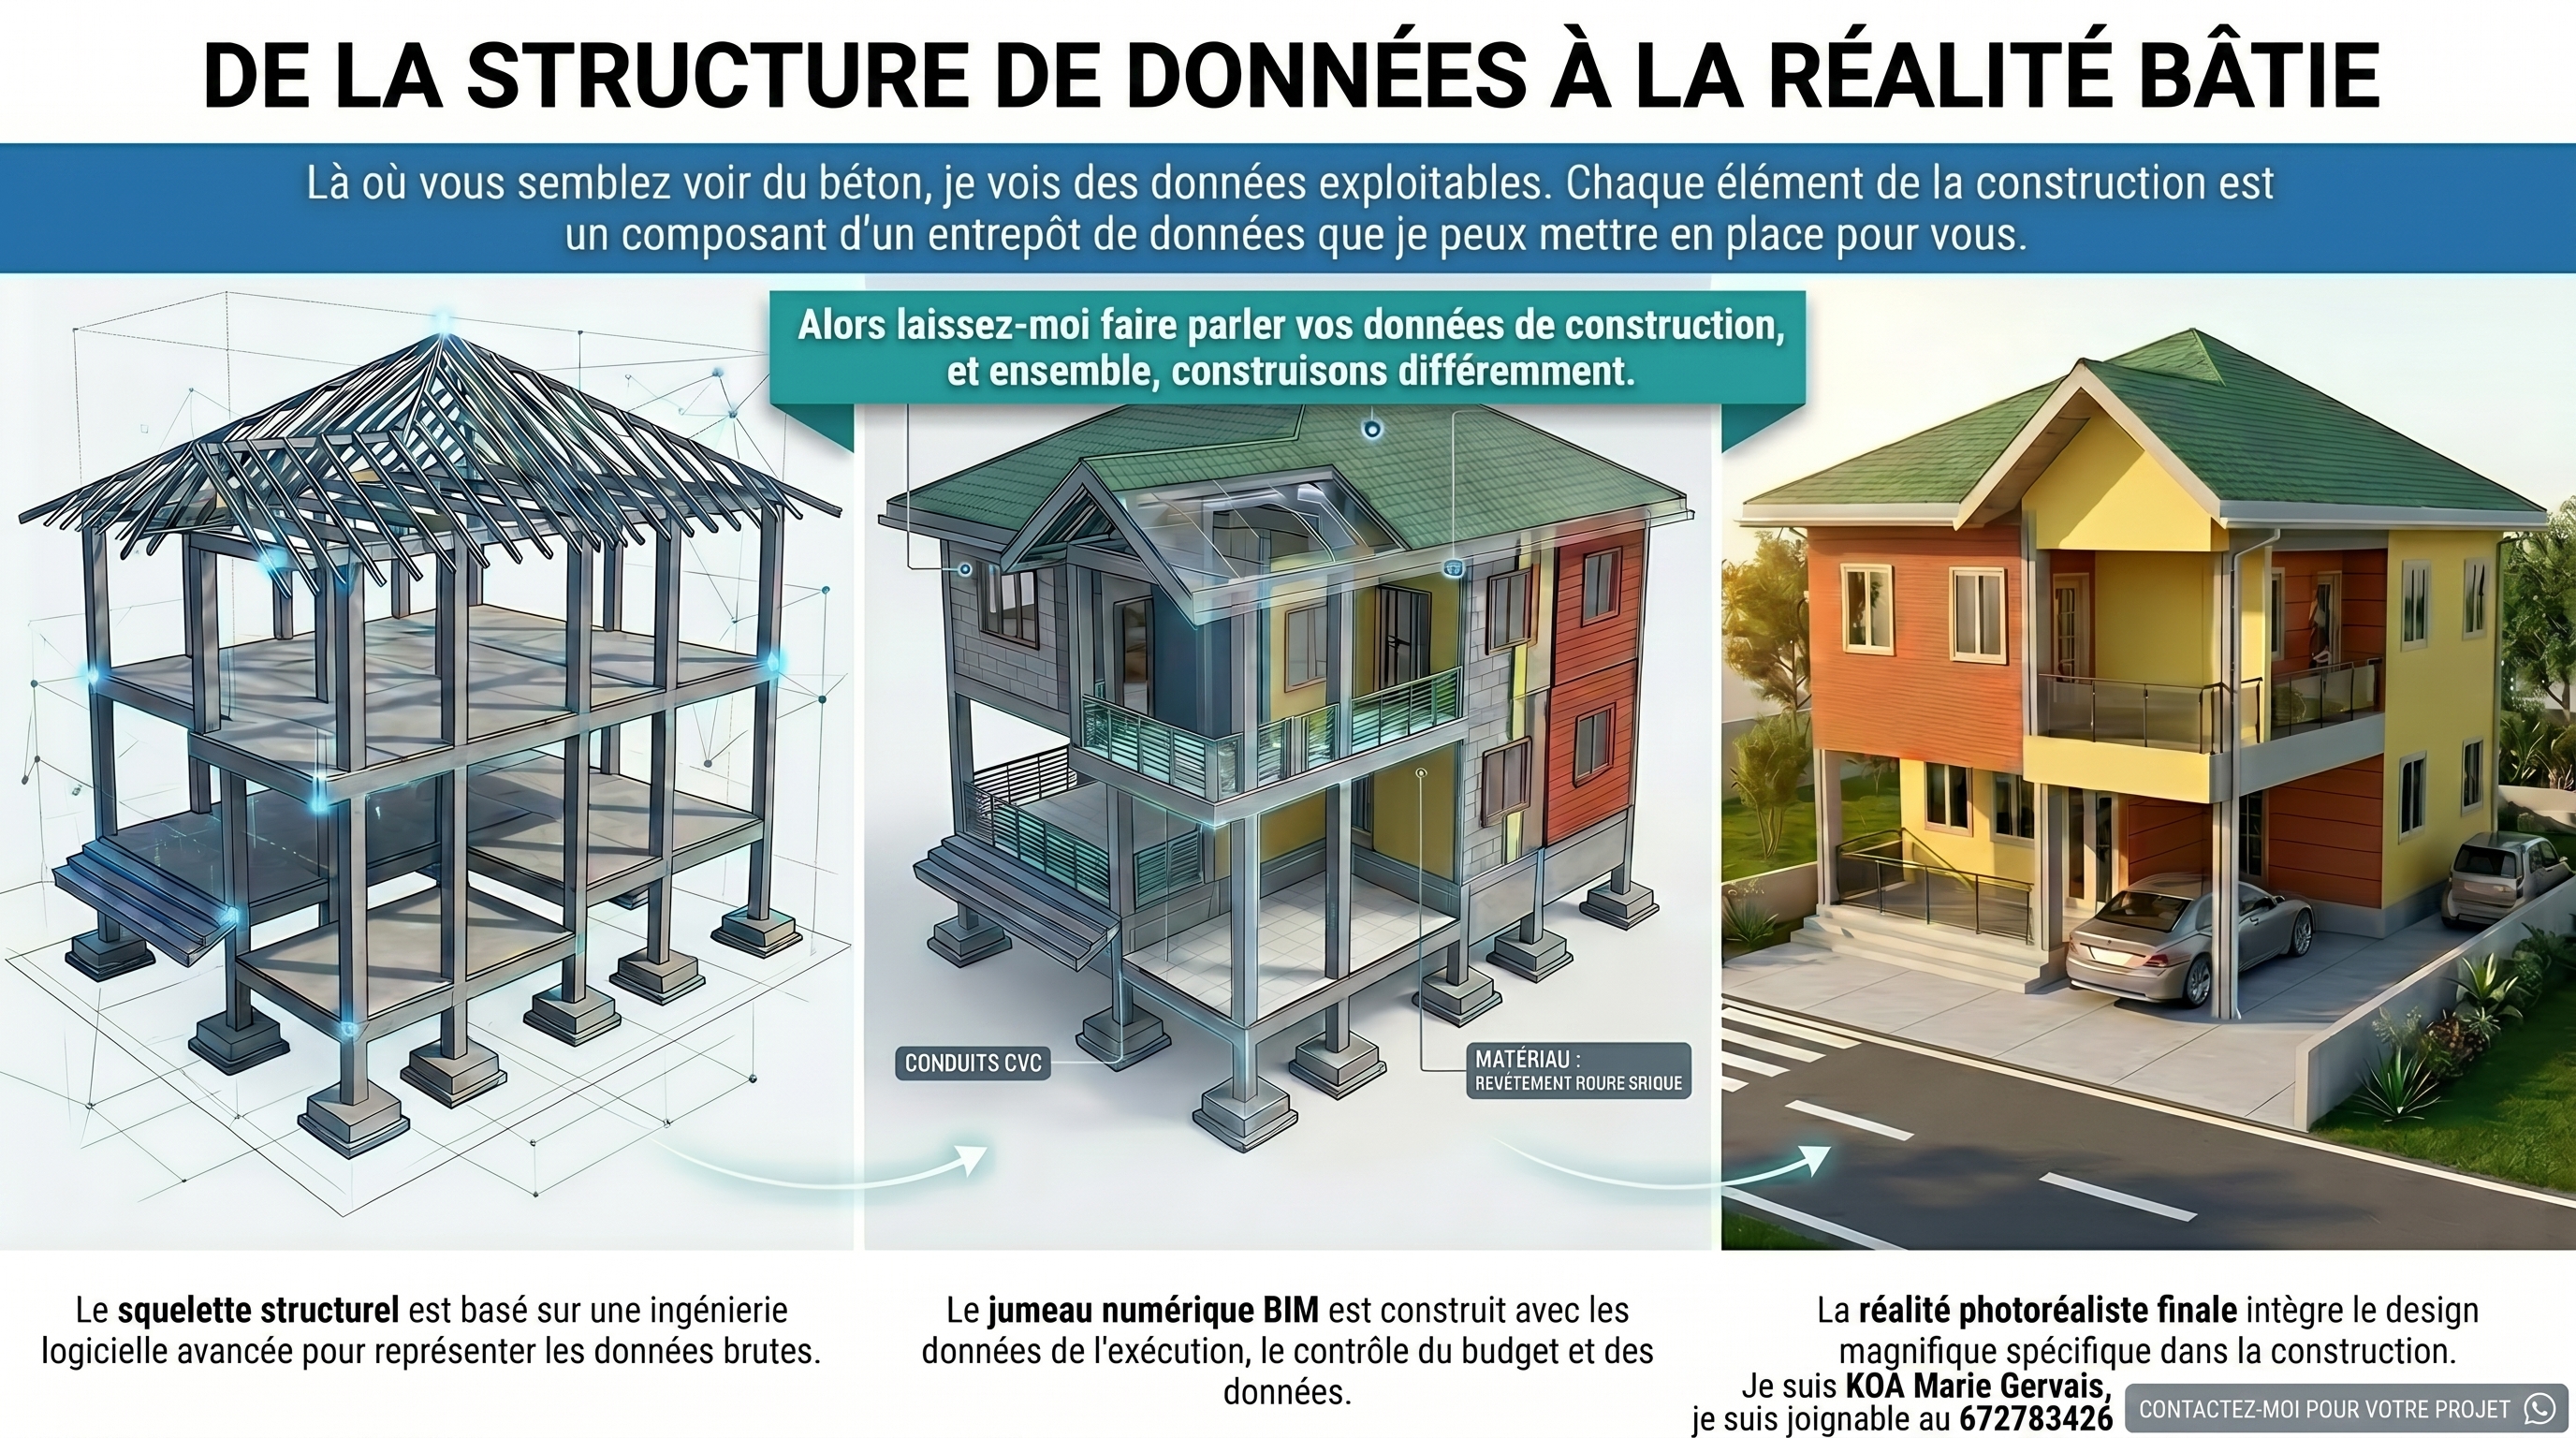 DE LA STRUCTURE DE DONNÉES À LA RÉALITÉ BÂTIE
Là où vous semblez voir du béton, je vois des données exploitables. Chaque élément de la construction est
un composant d'un entrepôt de données que je peux mettre en place pour vous.
Alors laissez-moi faire parler vos données de construction,
et ensemble, construisons différemment.
CONDUITS CVC
MATÉRIAU :
REVÉTEMENT ROURE SRIQUE
Le squelette structurel est basé sur une ingénierie
logicielle avancée pour représenter les données brutes.
Le jumeau numérique BIM est construit avec les
données de l'exécution, le contrôle du budget et des
données.
La réalité photoréaliste finale intègre le design
magnifique spécifique dans la construction.
Je suis KOA Marie Gervais,
je suis joignable au 672783426
CONTACTEZ-MOI POUR VOTRE PROJET